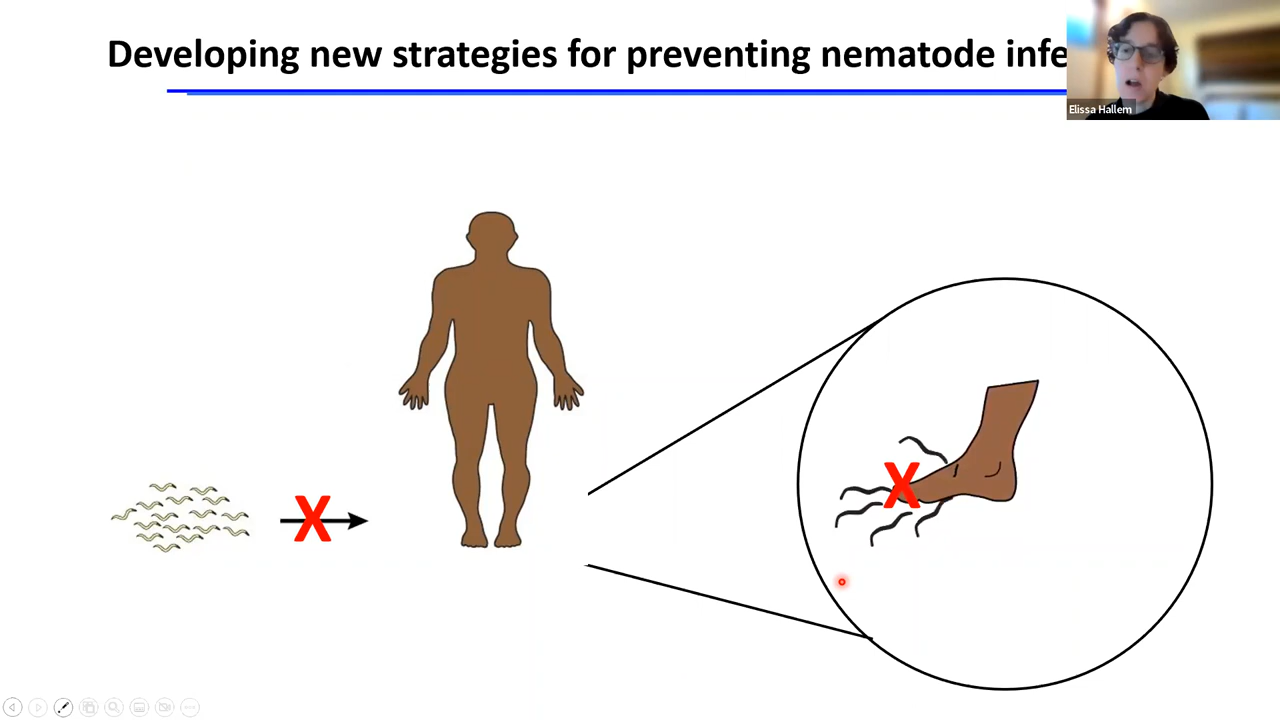 Developing new strategies for preventing nematode infe
Elissa Hallem
X
X